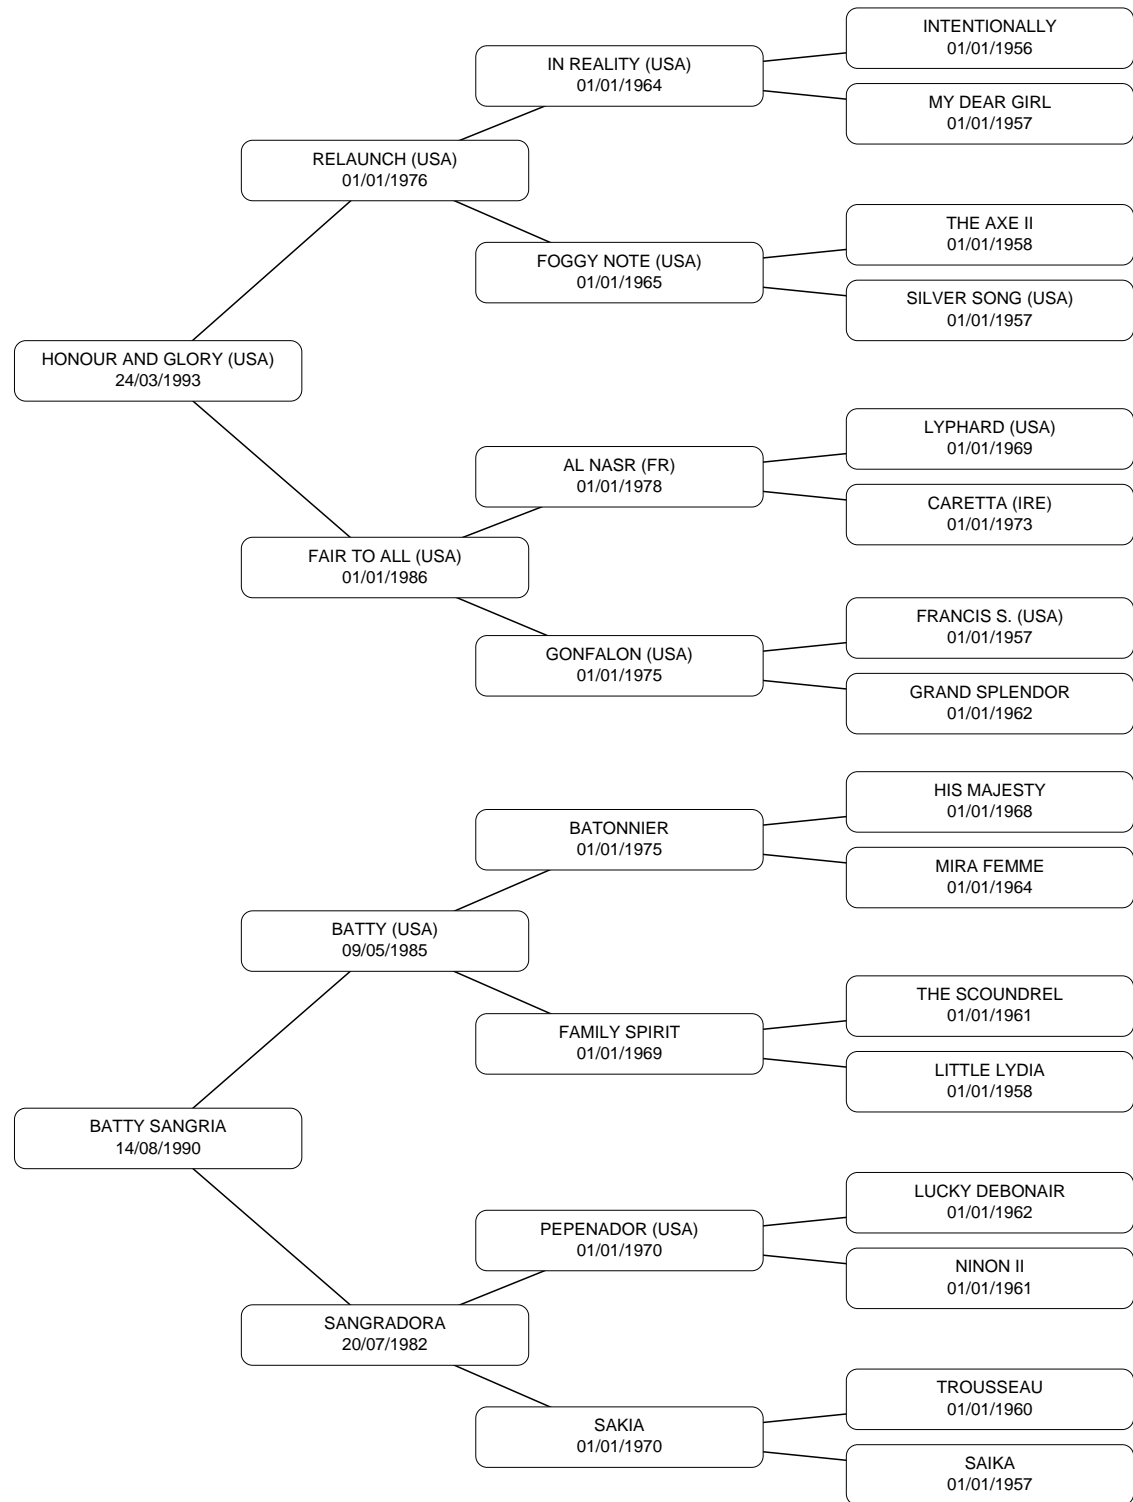 INTENTIONALLY
01/01/1956
IN REALITY (USA)
01/01/1964
MY DEAR GIRL
01/01/1957
RELAUNCH (USA)
01/01/1976
THE AXE II
01/01/1958
FOGGY NOTE (USA)
01/01/1965
SILVER SONG (USA)
01/01/1957
HONOUR AND GLORY (USA)
24/03/1993
LYPHARD (USA)
01/01/1969
AL NASR (FR)
01/01/1978
CARETTA (IRE)
01/01/1973
FAIR TO ALL (USA)
01/01/1986
FRANCIS S. (USA)
01/01/1957
GONFALON (USA)
01/01/1975
GRAND SPLENDOR
01/01/1962
HIS MAJESTY
01/01/1968
BATONNIER
01/01/1975
MIRA FEMME
01/01/1964
BATTY (USA)
09/05/1985
THE SCOUNDREL
01/01/1961
FAMILY SPIRIT
01/01/1969
LITTLE LYDIA
01/01/1958
BATTY SANGRIA
14/08/1990
LUCKY DEBONAIR
01/01/1962
PEPENADOR (USA)
01/01/1970
NINON II
01/01/1961
SANGRADORA
20/07/1982
TROUSSEAU
01/01/1960
SAKIA
01/01/1970
SAIKA
01/01/1957